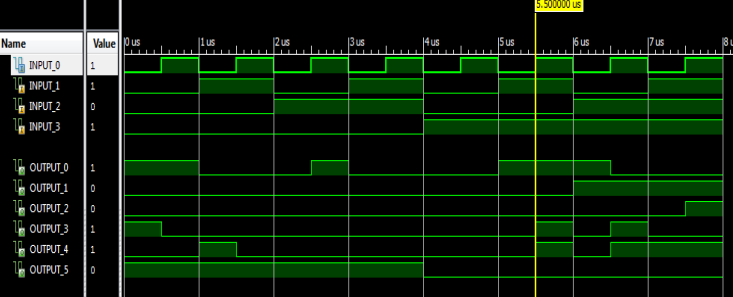 5.500000 us
Name Value 0 us 1 us 2 us 3 us 4 us 5 us 6 us 7 us 8 u
INPUT_0 1
INPUT_1 1
INPUT_2 0
INPUT_3 1
OUTPUT_0 1
OUTPUT_1 0
OUTPUT_2 0
OUTPUT_3 1
OUTPUT_4 1
OUTPUT_5 0